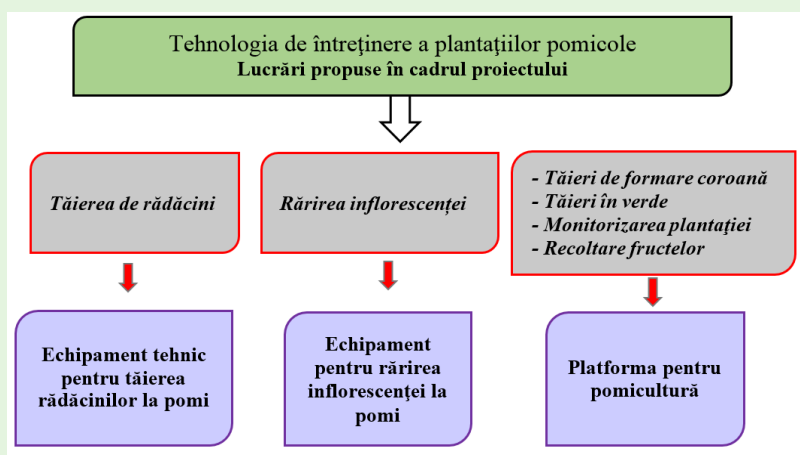 Tehnologia de întreţinere a plantaţiilor pomicole
Lucrări propuse în cadrul proiectului
Tăierea de rădăcini
Rărirea inflorescenței
- Tăieri de formare coroană
- Tăieri în verde
- Monitorizarea plantaţiei
- Recoltare fructelor
Echipament tehnic
pentru tăierea
rădăcinilor la pomi
Echipament
pentru rărirea
inflorescenţei la
pomi
Platforma pentru
pomicultură